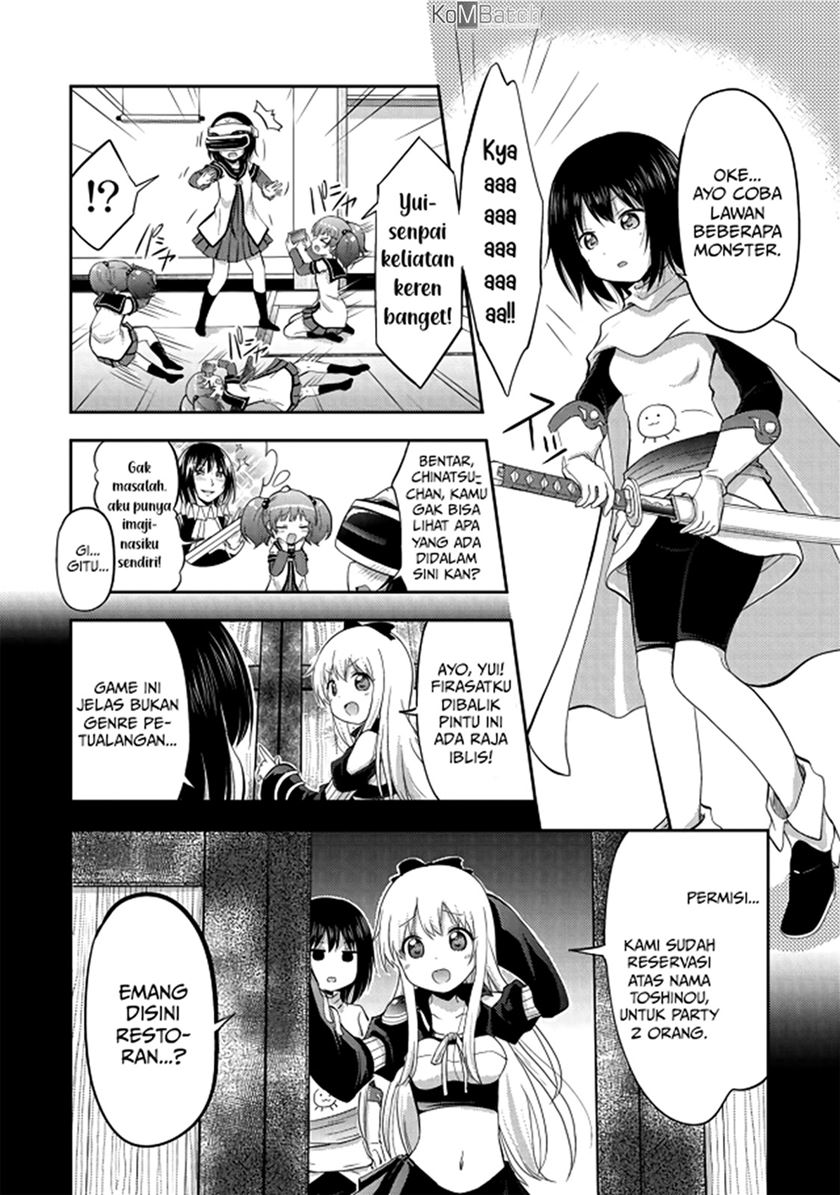 KoMBatch
OKE...
AYO COBA
LAWAN
BEBERAPA
MONSTER.
Kya
aaa
aaa
aaa
aaa
aaa
aa!!
Yui-
senpai
keliatan
keren
banget!
!?
BENTAR,
CHINATSU-
CHAN, KAMU
GAK BISA
LIHAT APA
YANG ADA
DIDALAM
SINI KAN?
Gak
masalah,
aku punya
imaji-
nasiku
sendiri!
GI...
GITU...
AYO, YUI!
FIRASATKU
DIBALIK
PINTU INI
ADA RAJA
IBLIS!
GAME INI
JELAS BUKAN
GENRE PE-
TUALANGAN...
PERMISI...
KAMI SUDAH
RESERVASI
ATAS NAMA
TOSHINOU,
UNTUK PARTY
2 ORANG.
EMANG
DISINI
RESTO-
RAN...?